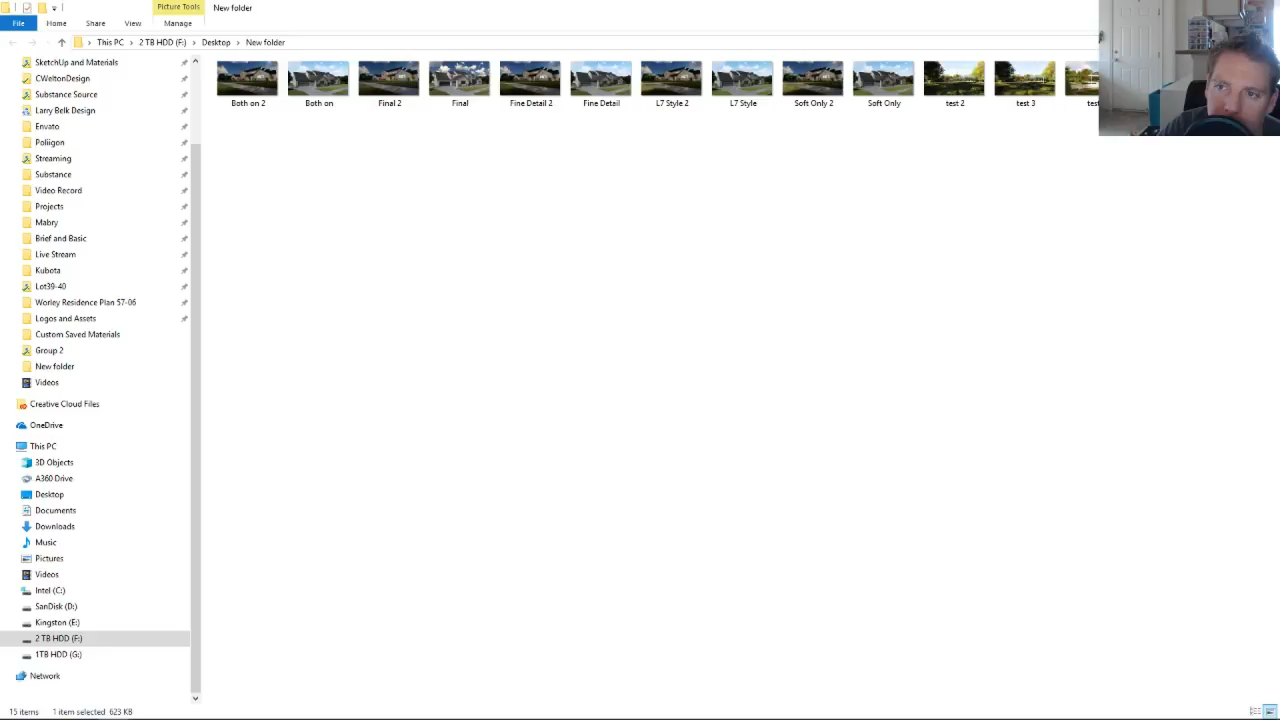 Picture Tools
New folder
File
Home
Share
View
Manage
This PC
2 TB HDD (F:)
Desktop
New folder
SketchUp and Materials
CWeltonDesign
Substance Source
Larry Belk Design
Envato
Poliigon
Streaming
Substance
Video Record
Projects
Mabry
Brief and Basic
Live Stream
Kubota
Lot39-40
Worley Residence Plan 57-06
Logos and Assets
Custom Saved Materials
Group 2
New folder
Videos
Creative Cloud Files
OneDrive
This PC
3D Objects
A360 Drive
Desktop
Documents
Downloads
Music
Pictures
Videos
Intel (C:)
SanDisk (D:)
Kingston (E:)
2 TB HDD (F:)
1TB HDD (G:)
Network
Both on 2
Both on
Final 2
Final
Fine Detail 2
Fine Detail
L7 Style 2
L7 Style
Soft Only 2
Soft Only
test 2
test 3
test
15 items
1 item selected 623 KB